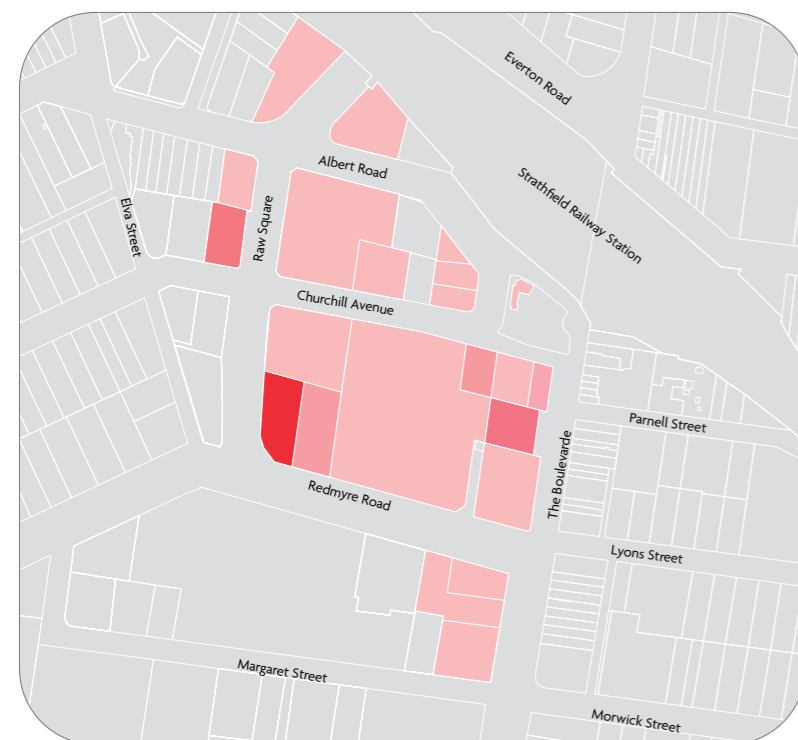 Everton Road
Strathfield Railway Station
Albert Road
Elva Street
Raw Square
Churchill Avenue
Parnell Street
The Boulevarde
Redmyre Road
Lyons Street
Margaret Street
Morwick Street